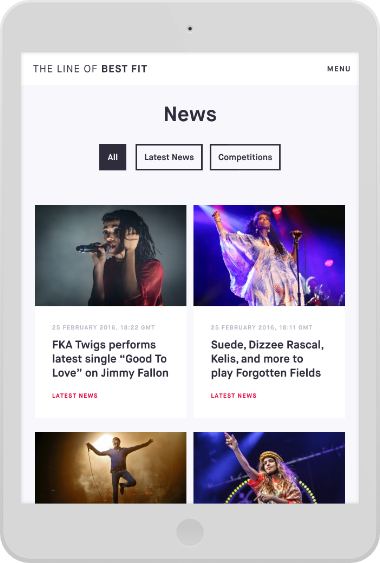 THE LINE OF BEST FIT
MENU
News
All
Latest News
Competitions
25 FEBRUARY 2016, 18:22 GMT
FKA Twigs performs
latest single “Good To
Love” on Jimmy Fallon
LATEST NEWS
25 FEBRUARY 2016, 18:11 GMT
Suede, Dizzee Rascal,
Kelis, and more to
play Forgotten Fields
LATEST NEWS